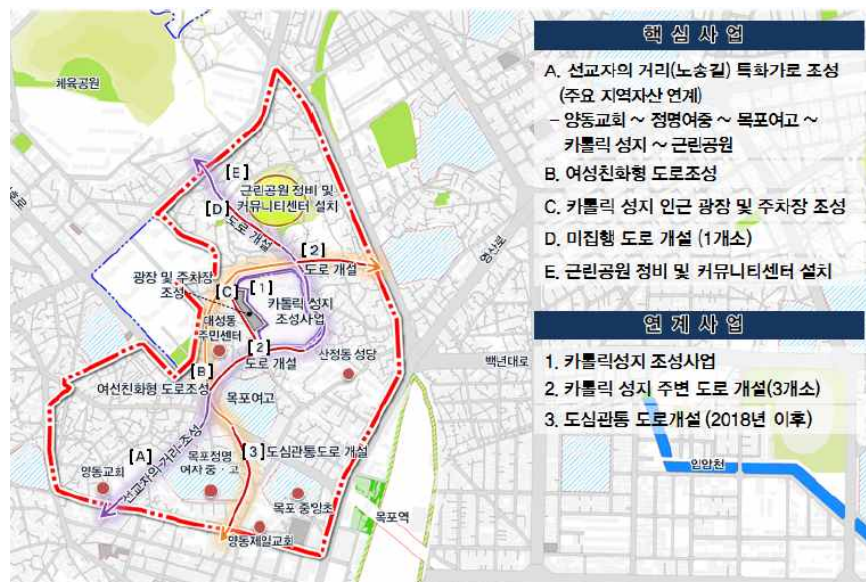 핵심사업
A. 선교자의 거리(노송길) 특화가로 조성
(주요 지역자산 연계)
- 양동교회 ~ 정명여중 ~ 목포여고 ~
카톨릭 성지 ~ 근린공원
B. 여성친화형 도로조성
C. 카톨릭 성지 인근 광장 및 주차장 조성
D. 미집행 도로 개설 (1개소)
E. 근린공원 정비 및 커뮤니티센터 설치
연계사업
1. 카톨릭성지 조성사업
2. 카톨릭 성지 주변 도로 개설(3개소)
3. 도심관통 도로개설 (2018년 이후)
체육공원
[E]
근린공원 정비 및
커뮤니티센터 설치
[D]
도로 개설
[2]
도로 개설
영산로
광장 및 주차장
조성
[C]
[1]
카톨릭 성지
조성사업
대성동
주민센터
[2]
도로 개설
산정동 성당
백년대로
[B]
여선친화형 도로조성
목포여고
[A]
선교자의 거리 조성
[3] 도심관통도로 개설
양동교회
목포정명
여자 중·고
목포 중앙초
목포역
양동제일교회
임암천